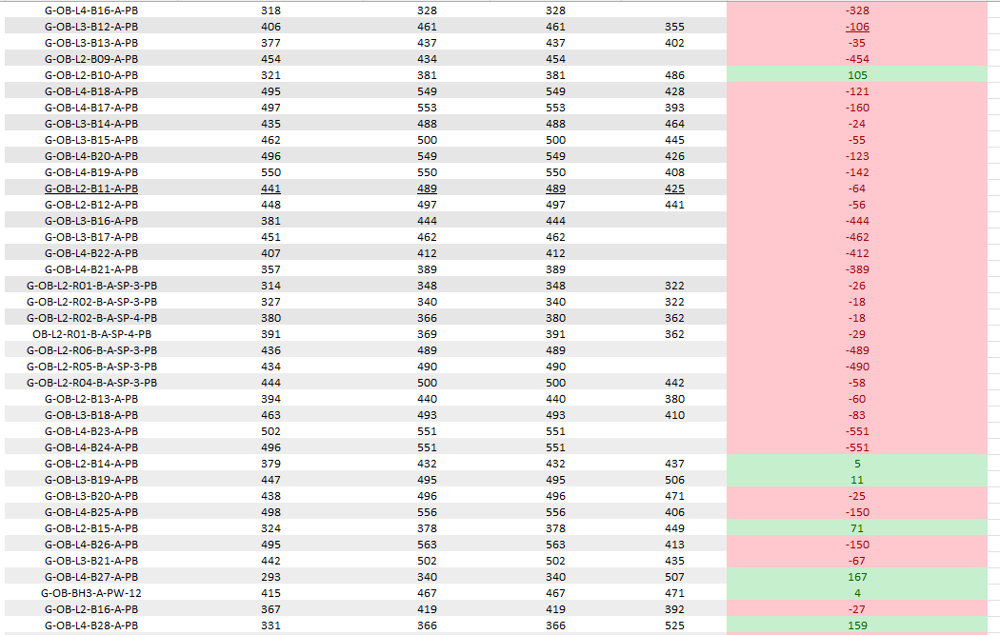 G-OB-L4-B16-A-PB 318 328 328 -328
G-OB-L3-B12-A-PB 406 461 461 355 -106
G-OB-L3-B13-A-PB 377 437 437 402 -35
G-OB-L2-B09-A-PB 454 434 454 -454
G-OB-L2-B10-A-PB 321 381 381 486 105
G-OB-L4-B18-A-PB 495 549 549 428 -121
G-OB-L4-B17-A-PB 497 553 553 393 -160
G-OB-L3-B14-A-PB 435 488 488 464 -24
G-OB-L3-B15-A-PB 462 500 500 445 -55
G-OB-L4-B20-A-PB 496 549 549 426 -123
G-OB-L4-B19-A-PB 550 550 550 408 -142
G-OB-L2-B11-A-PB 441 489 489 425 -64
G-OB-L2-B12-A-PB 448 497 497 441 -56
G-OB-L3-B16-A-PB 381 444 444 -444
G-OB-L3-B17-A-PB 451 462 462 -462
G-OB-L4-B22-A-PB 407 412 412 -412
G-OB-L4-B21-A-PB 357 389 389 -389
G-OB-L2-R01-B-A-SP-3-PB 314 348 348 322 -26
G-OB-L2-R02-B-A-SP-3-PB 327 340 340 322 -18
G-OB-L2-R02-B-A-SP-4-PB 380 366 380 362 -18
OB-L2-R01-B-A-SP-4-PB 391 369 391 362 -29
G-OB-L2-R06-B-A-SP-3-PB 436 489 489 -489
G-OB-L2-R05-B-A-SP-3-PB 434 490 490 -490
G-OB-L2-R04-B-A-SP-3-PB 444 500 500 442 -58
G-OB-L2-B13-A-PB 394 440 440 380 -60
G-OB-L3-B18-A-PB 463 493 493 410 -83
G-OB-L4-B23-A-PB 502 551 551 -551
G-OB-L4-B24-A-PB 496 551 551 -551
G-OB-L2-B14-A-PB 379 432 432 437 5
G-OB-L3-B19-A-PB 447 495 495 506 11
G-OB-L3-B20-A-PB 438 496 496 471 -25
G-OB-L4-B25-A-PB 498 556 556 406 -150
G-OB-L2-B15-A-PB 324 378 378 449 71
G-OB-L4-B26-A-PB 495 563 563 413 -150
G-OB-L3-B21-A-PB 442 502 502 435 -67
G-OB-L4-B27-A-PB 293 340 340 507 167
G-OB-BH3-A-PW-12 415 467 467 471 4
G-OB-L2-B16-A-PB 367 419 419 392 -27
G-OB-L4-B28-A-PB 331 366 366 525 159